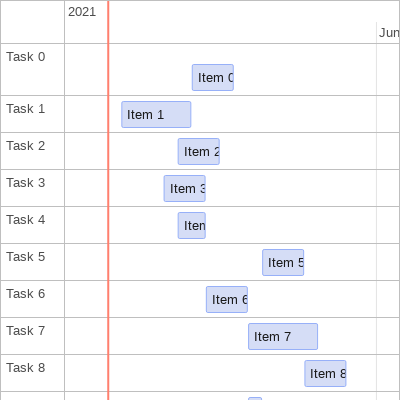 2021
Jun
Task 0
Item 0
Task 1
Item 1
Task 2
Item 2
Task 3
Item 3
Task 4
Item
Task 5
Item 5
Task 6
Item 6
Task 7
Item 7
Task 8
Item 8